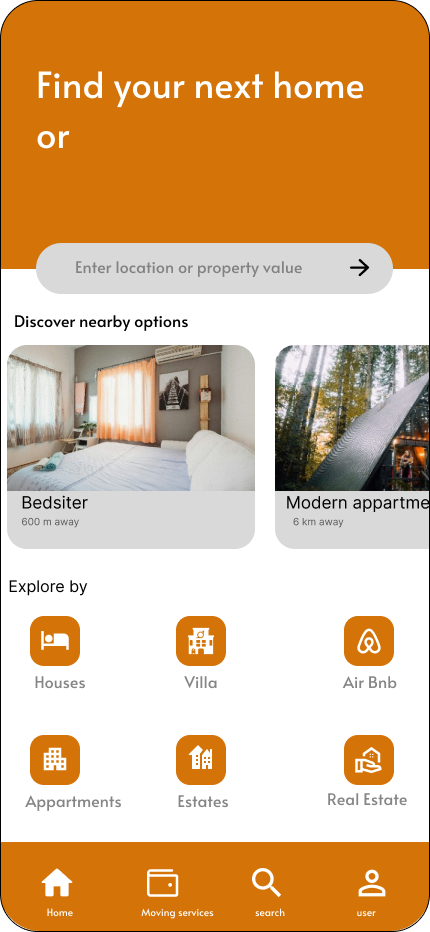 Find your next home
or
Enter location or property value
Discover nearby options
Bedsiter
600 m away
Modern appartme
6 km away
Explore by
Houses
Villa
Air Bnb
Appartments
Estates
Real Estate
Home
Moving services
search
user